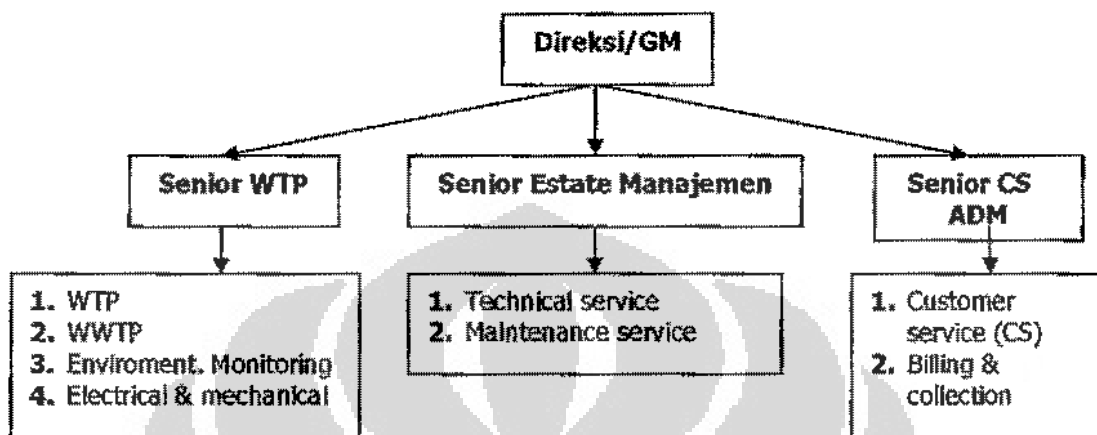 Direksi/GM
Senior WTP
Senior Estate Manajemen
Senior CS
ADM
1. WTP
2. WWTP
3. Enviroment. Monitoring
4. Electrical & mechanical
1. Technical service
2. Maintenance service
1. Customer
service (CS)
2. Billing &
collection